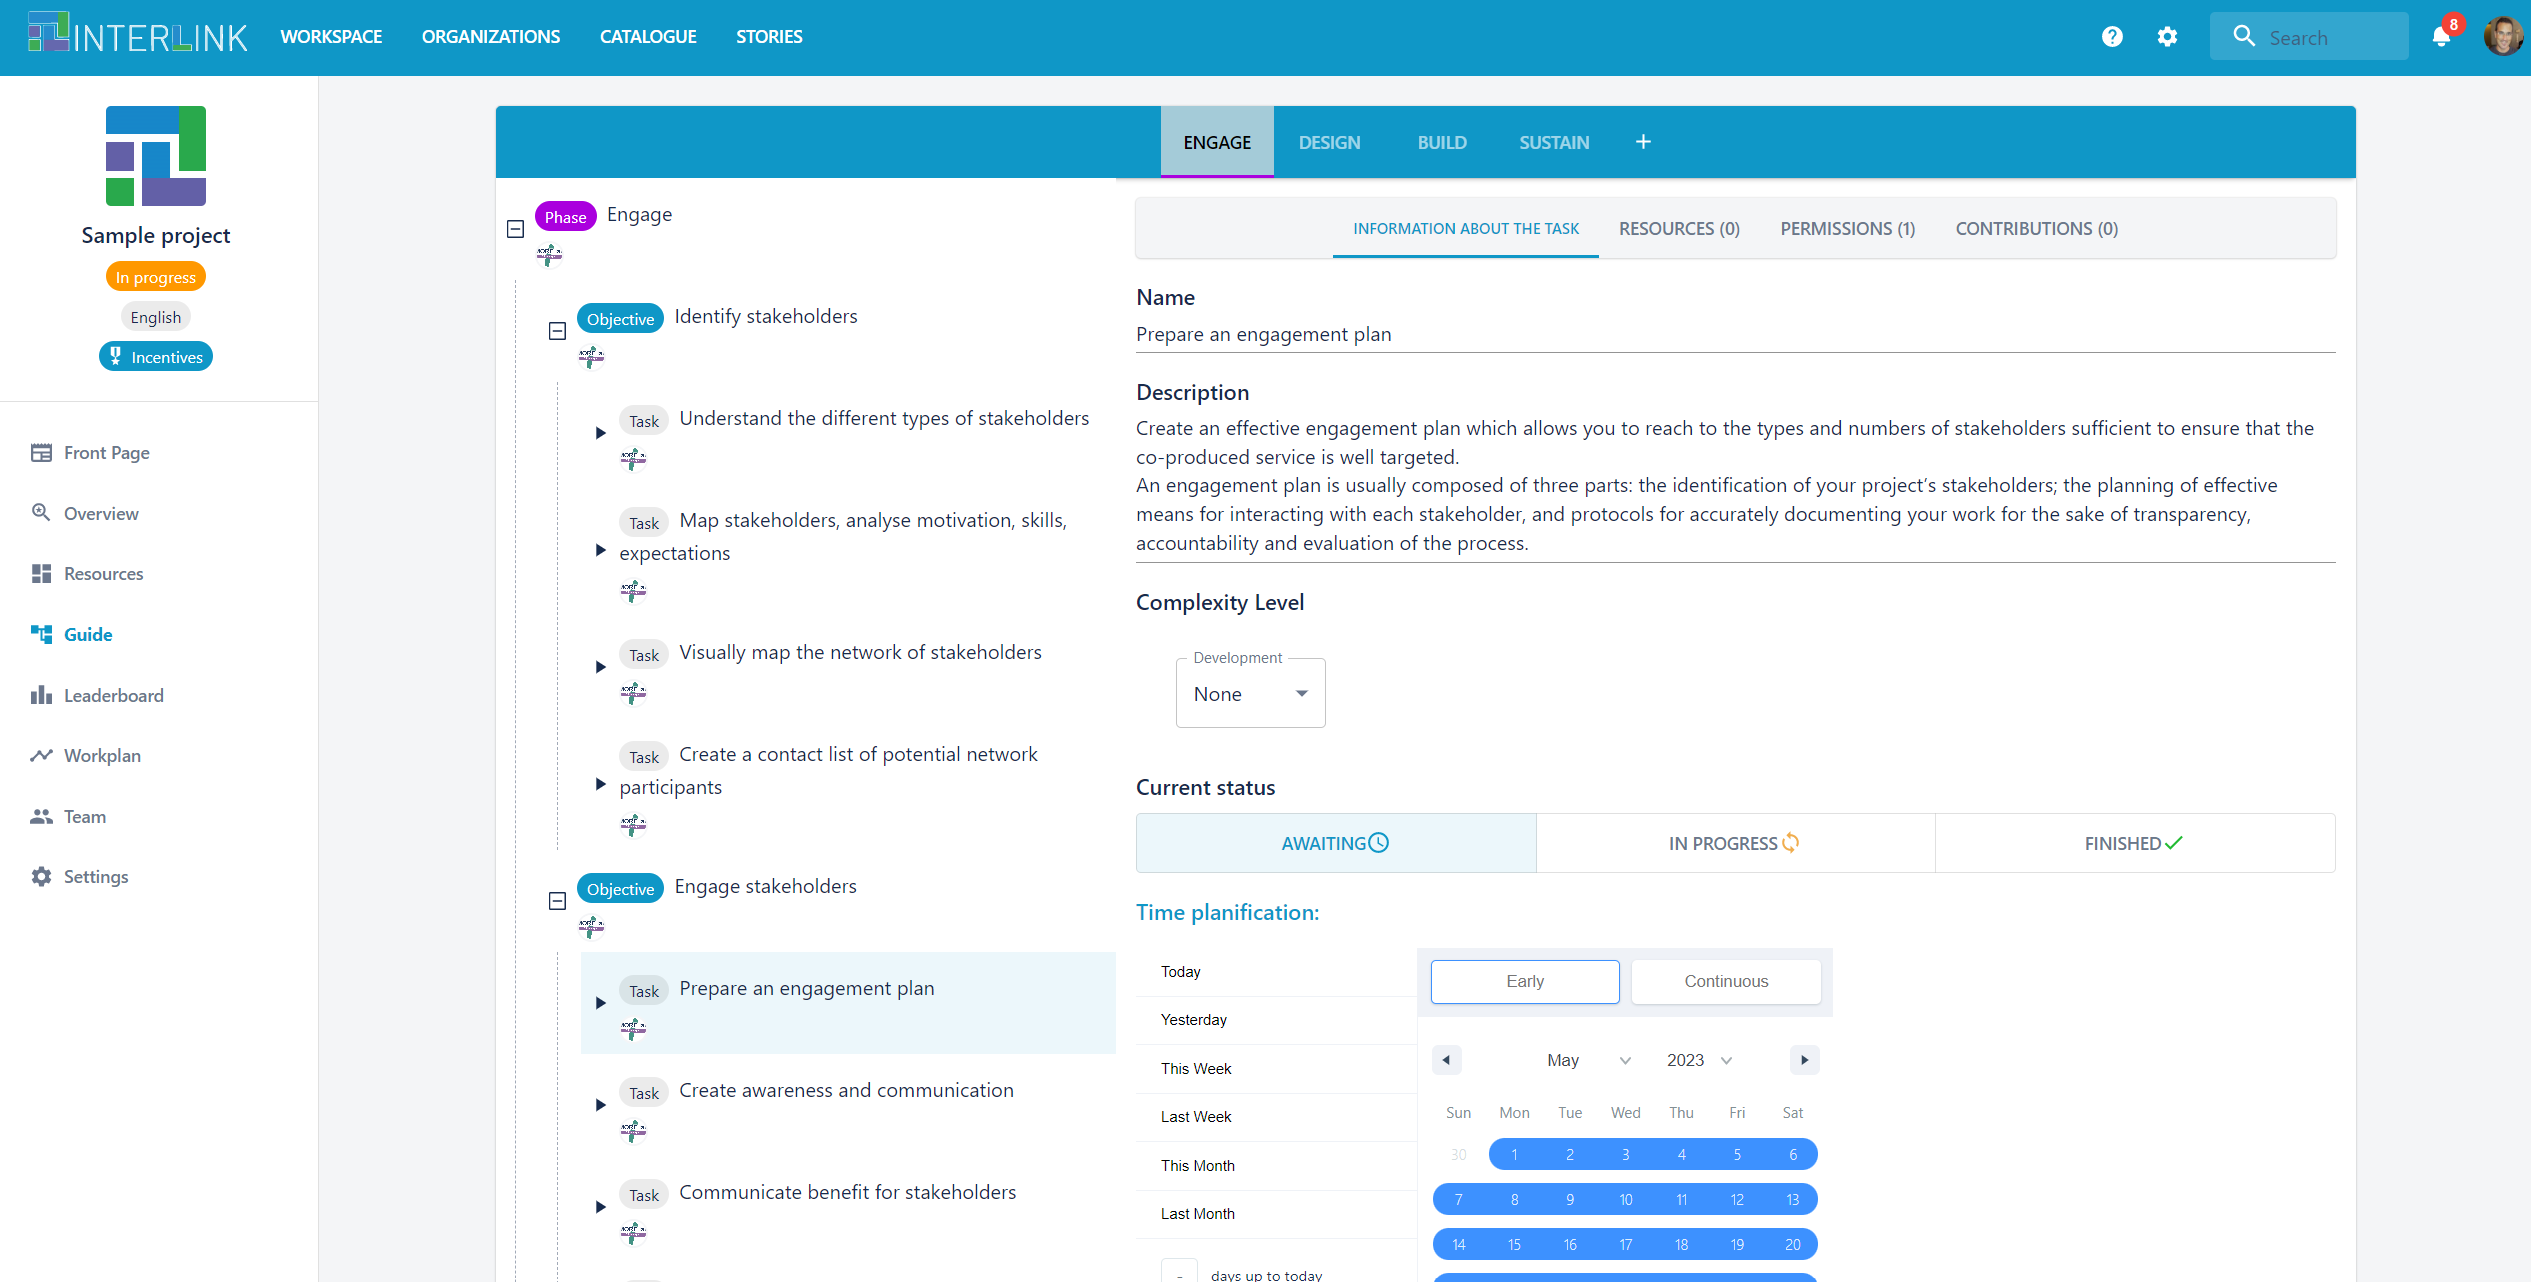 INTERLINK
WORKSPACE
ORGANIZATIONS
CATALOGUE
STORIES
Search
8
Sample project
In progress
English
Incentives
Front Page
Overview
Resources
Guide
Leaderboard
Workplan
Team
Settings
ENGAGE
DESIGN
BUILD
SUSTAIN
+
Phase Engage
Objective Identify stakeholders
Task Understand the different types of stakeholders
Task Map stakeholders, analyse motivation, skills,
expectations
Task Visually map the network of stakeholders
Task Create a contact list of potential network
participants
Objective Engage stakeholders
Task Prepare an engagement plan
Task Create awareness and communication
Task Communicate benefit for stakeholders
INFORMATION ABOUT THE TASK
RESOURCES (0)
PERMISSIONS (1)
CONTRIBUTIONS (0)
Name
Prepare an engagement plan
Description
Create an effective engagement plan which allows you to reach to the types and numbers of stakeholders sufficient to ensure that the
co-produced service is well targeted.
An engagement plan is usually composed of three parts: the identification of your project's stakeholders; the planning of effective
means for interacting with each stakeholder, and protocols for accurately documenting your work for the sake of transparency,
accountability and evaluation of the process.
Complexity Level
Development
None
Current status
AWAITING
IN PROGRESS
FINISHED
Time planification:
Today
Yesterday
This Week
Last Week
This Month
Last Month
- days up to today
Early
Continuous
May
2023
Sun Mon Tue Wed Thu Fri Sat
30 1 2 3 4 5 6
7 8 9 10 11 12 13
14 15 16 17 18 19 20